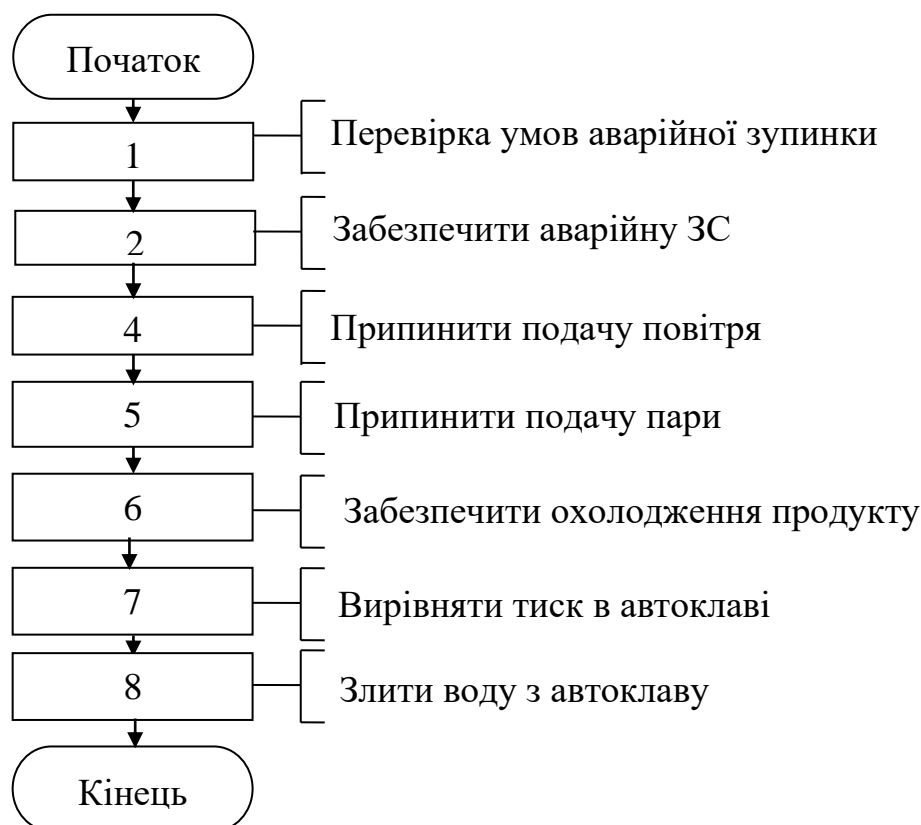 Початок
1
Перевірка умов аварійної зупинки
2
Забезпечити аварійну ЗС
4
Припинити подачу повітря
5
Припинити подачу пари
6
Забезпечити охолодження продукту
7
Вирівняти тиск в автоклаві
8
Злити воду з автоклаву
Кінець